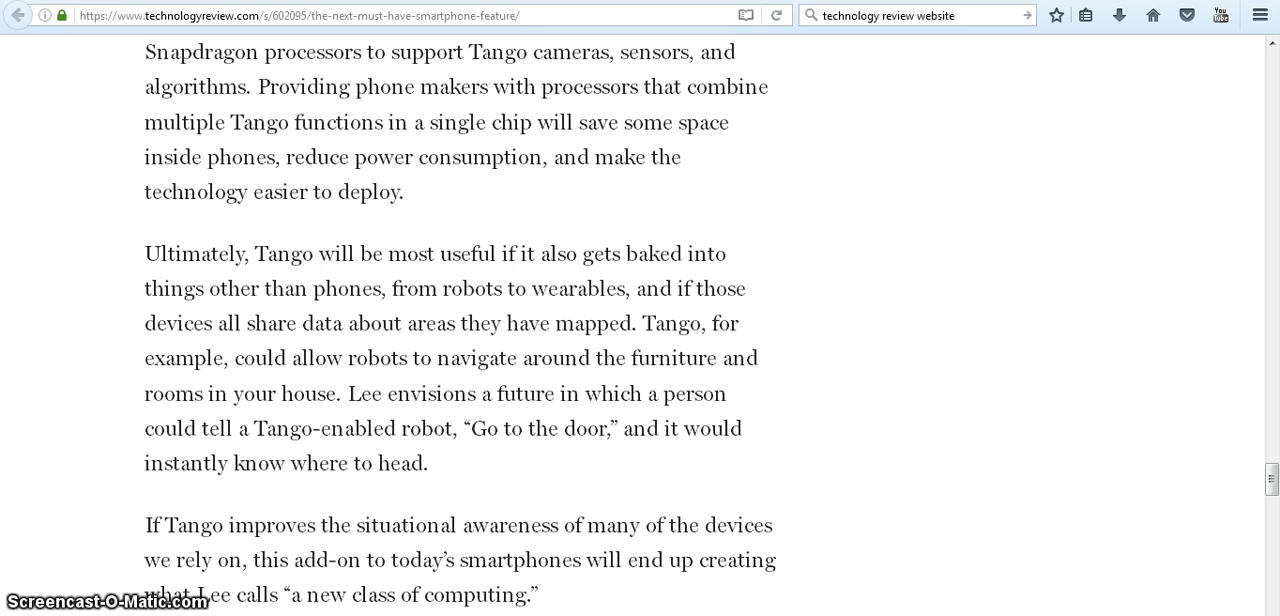 https://www.technologyreview.com/s/602095/the-next-must-have-smartphone-feature/
technology review website
You Tube
Snapdragon processors to support Tango cameras, sensors, and
algorithms. Providing phone makers with processors that combine
multiple Tango functions in a single chip will save some space
inside phones, reduce power consumption, and make the
technology easier to deploy.
Ultimately, Tango will be most useful if it also gets baked into
things other than phones, from robots to wearables, and if those
devices all share data about areas they have mapped. Tango, for
example, could allow robots to navigate around the furniture and
rooms in your house. Lee envisions a future in which a person
could tell a Tango-enabled robot, “Go to the door,” and it would
instantly know where to head.
If Tango improves the situational awareness of many of the devices
we rely on, this add-on to today’s smartphones will end up creating
what Lee calls “a new class of computing.”
Screencast-O-Matic.com